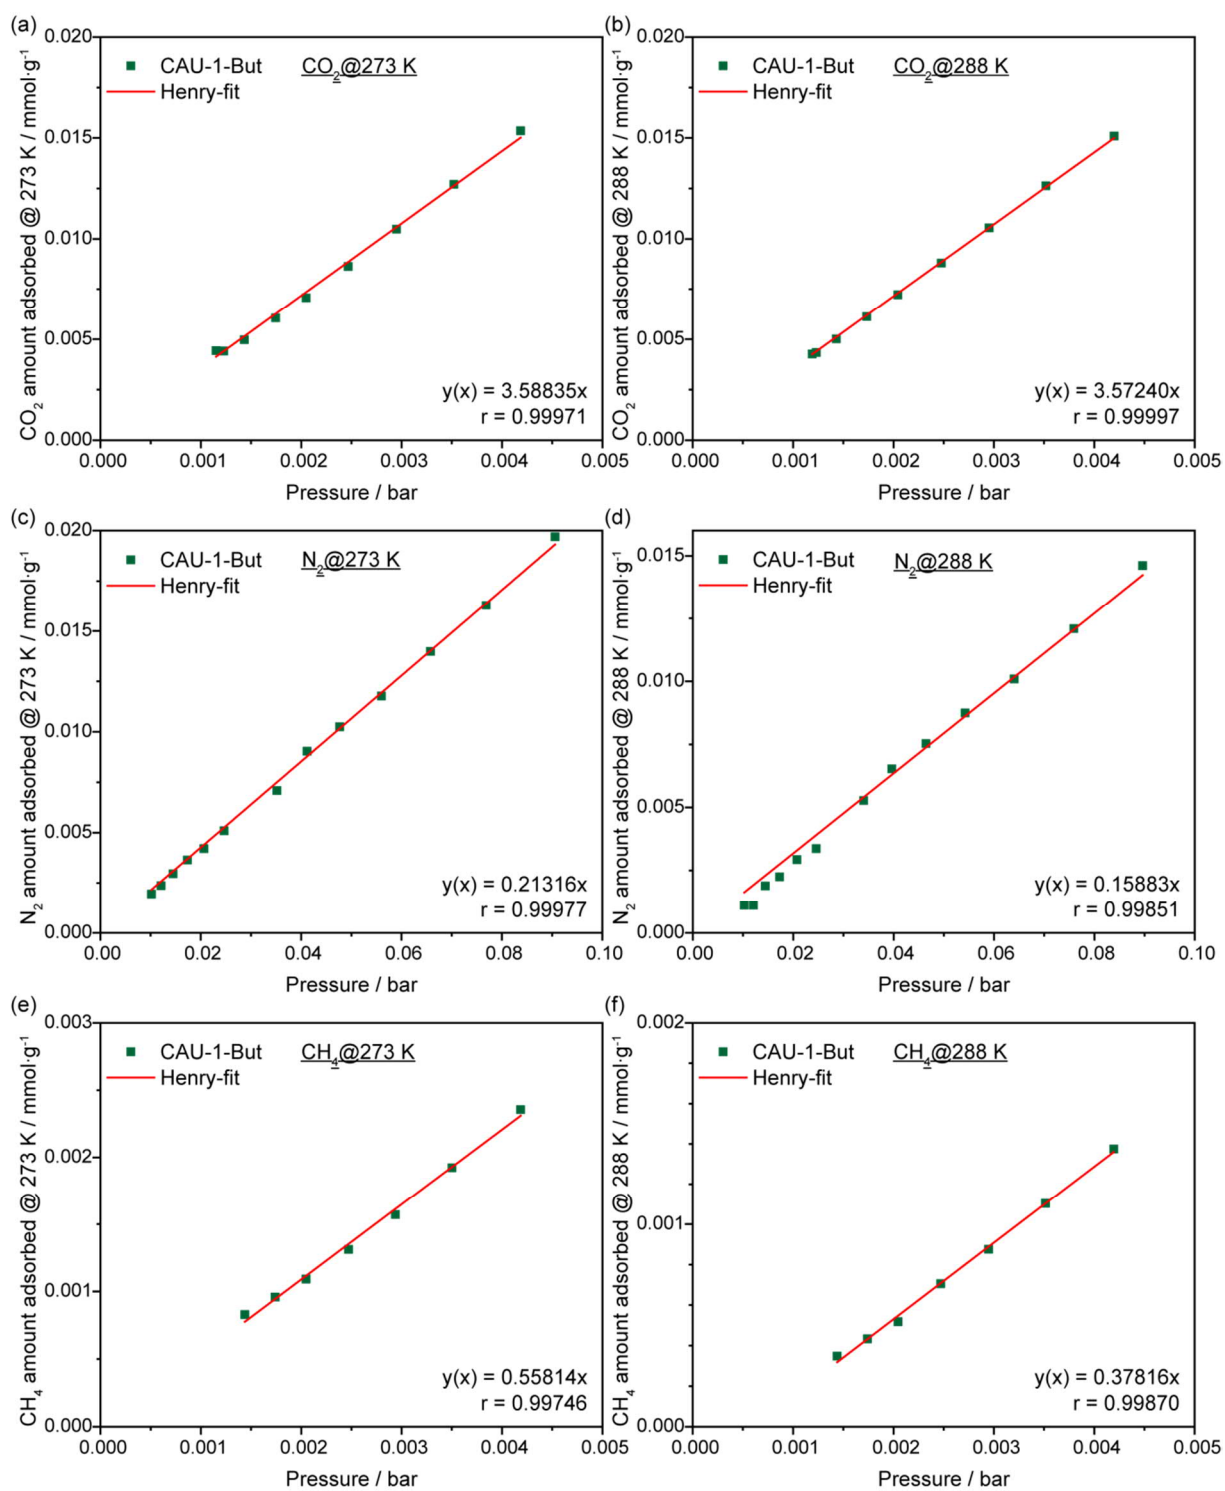 (a)
CAU-1-But CO₂@273 K
Henry-fit
CO₂ amount adsorbed @ 273 K / mmol·g⁻¹
0.020
0.015
0.010
0.005
0.000
y(x) = 3.58835x
r = 0.99971
0.000 0.001 0.002 0.003 0.004 0.005
Pressure / bar
(b)
CAU-1-But CO₂@288 K
Henry-fit
CO₂ amount adsorbed @ 288 K / mmol·g⁻¹
0.020
0.015
0.010
0.005
0.000
y(x) = 3.57240x
r = 0.99997
0.000 0.001 0.002 0.003 0.004 0.005
Pressure / bar
(c)
CAU-1-But N₂@273 K
Henry-fit
N₂ amount adsorbed @ 273 K / mmol·g⁻¹
0.020
0.015
0.010
0.005
0.000
y(x) = 0.21316x
r = 0.99977
0.00 0.02 0.04 0.06 0.08 0.10
Pressure / bar
(d)
CAU-1-But N₂@288 K
Henry-fit
N₂ amount adsorbed @ 288 K / mmol·g⁻¹
0.015
0.010
0.005
0.000
y(x) = 0.15883x
r = 0.99851
0.00 0.02 0.04 0.06 0.08 0.10
Pressure / bar
(e)
CAU-1-But CH₄@273 K
Henry-fit
CH₄ amount adsorbed @ 273 K / mmol·g⁻¹
0.003
0.002
0.001
0.000
y(x) = 0.55814x
r = 0.99746
0.000 0.001 0.002 0.003 0.004 0.005
Pressure / bar
(f)
CAU-1-But CH₄@288 K
Henry-fit
CH₄ amount adsorbed @ 288 K / mmol·g⁻¹
0.002
0.001
0.000
y(x) = 0.37816x
r = 0.99870
0.000 0.001 0.002 0.003 0.004 0.005
Pressure / bar